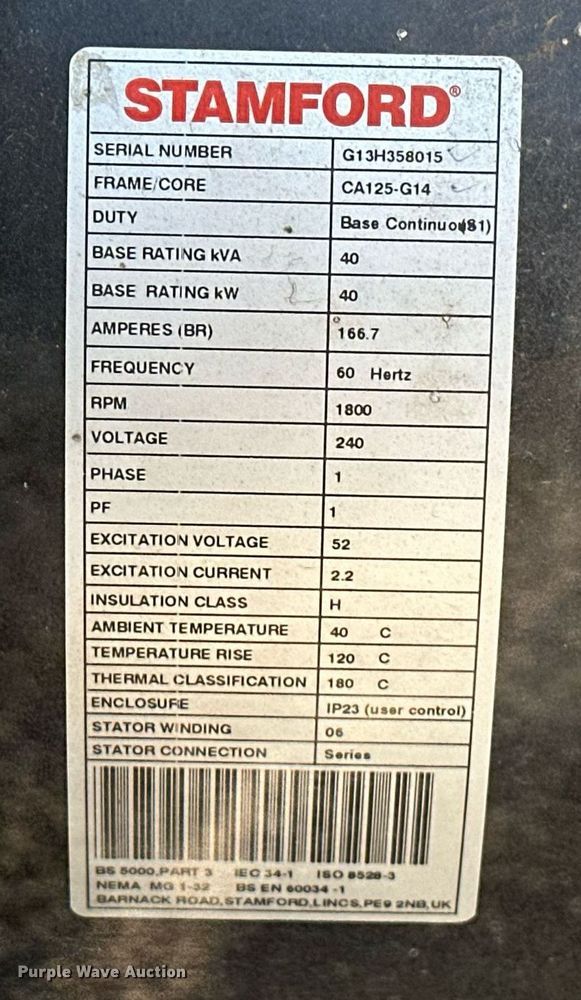 STAMFORD®
SERIAL NUMBER G13H358015
FRAME/CORE CA125-G14
DUTY Base Continuous(S1)
BASE RATING kVA 40
BASE RATING kW 40
AMPERES (BR) 166.7
FREQUENCY 60 Hertz
RPM 1800
VOLTAGE 240
PHASE 1
PF 1
EXCITATION VOLTAGE 52
EXCITATION CURRENT 2.2
INSULATION CLASS H
AMBIENT TEMPERATURE 40 C
TEMPERATURE RISE 120 C
THERMAL CLASSIFICATION 180 C
ENCLOSURE IP23 (user control)
STATOR WINDING 06
STATOR CONNECTION Series
BS 5000,PART 3 IEC 34-1 ISO 8528-3
NEMA MG 1-32 BS EN 60034 -1
BARNACK ROAD,STAMFORD,LINCS,PE9 2NB,UK
Purple Wave Auction